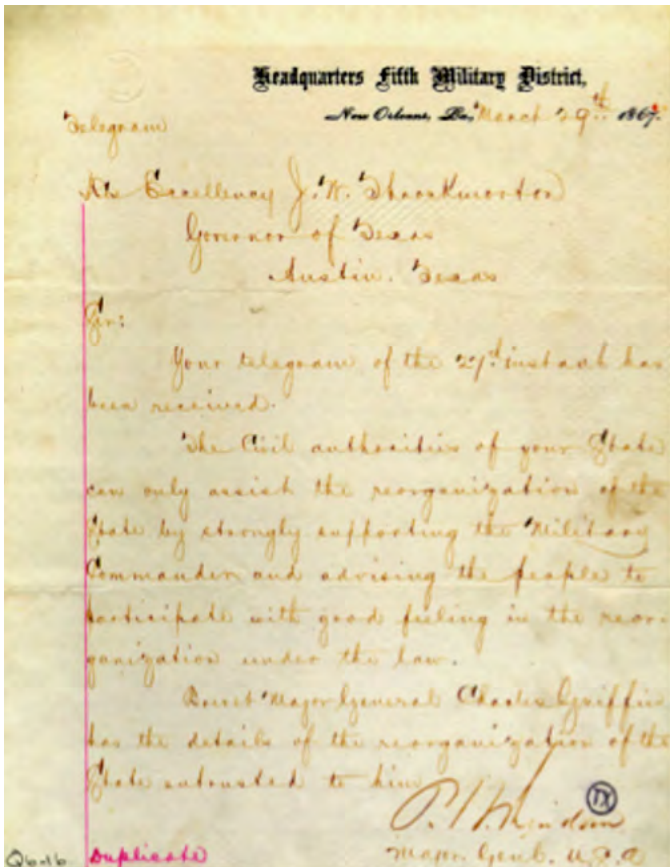 Headquarters Fifth Military District,
New Orleans, La, March 29th 1867.
Telegram
His Excellency J. W. Throckmorton
Governor of Texas
Austin. Texas
Sir:
Your telegram of the 27th instant has
been received.
The Civil authorities of your State
can only assist the reorganization of the
State by strongly supporting the Military
Commander and advising the people to
participate with good feeling in the reor-
ganization under the law.
Brevet Major General Charles Griffin
has the details of the reorganization of the
State entrusted to him
P. H. Sheridan
Major. Genl. U.S.A.
TX
Duplicate